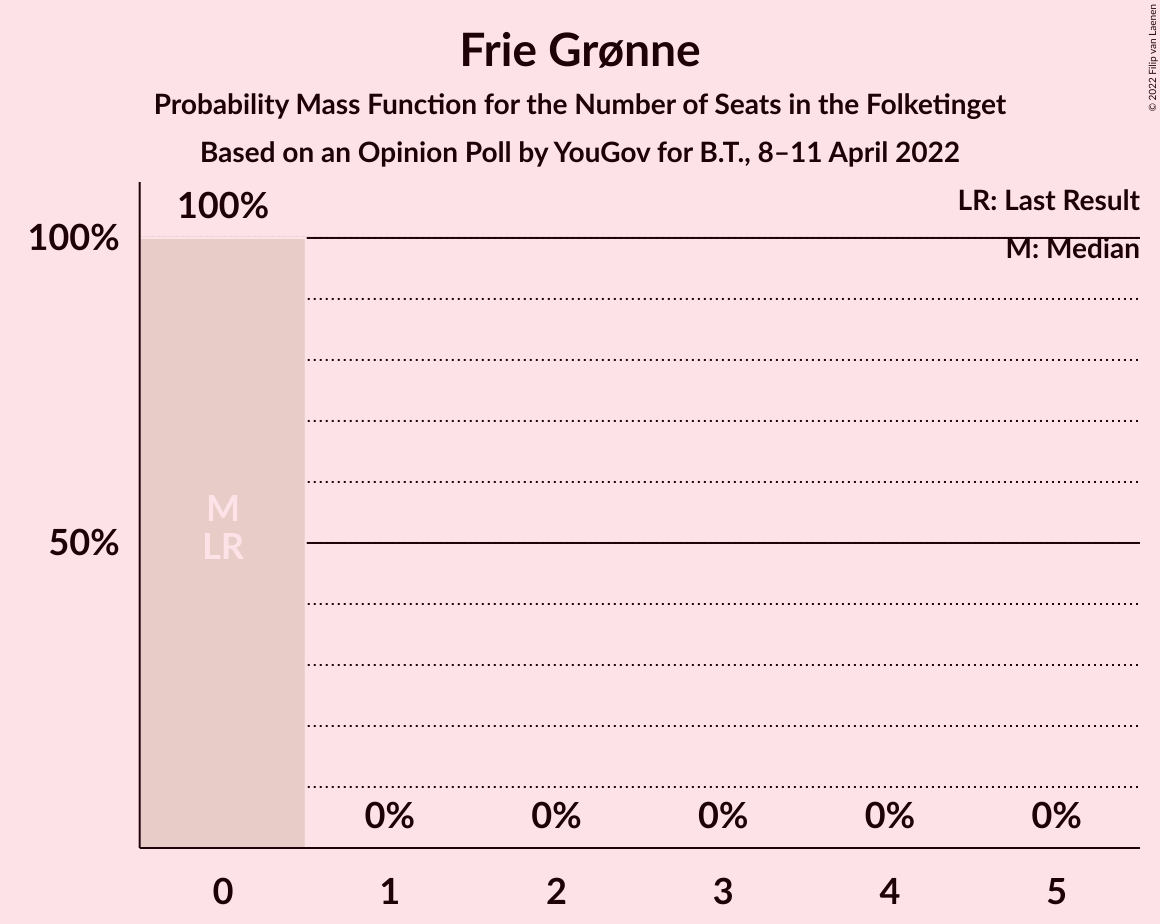 Frie Grønne
Probability Mass Function for the Number of Seats in the Folketinget
Based on an Opinion Poll by YouGov for B.T., 8–11 April 2022
© 2022 Filip van Laenen
LR: Last Result
M: Median
100%
100%
50%
M
LR
0% 0% 0% 0% 0%
0 1 2 3 4 5